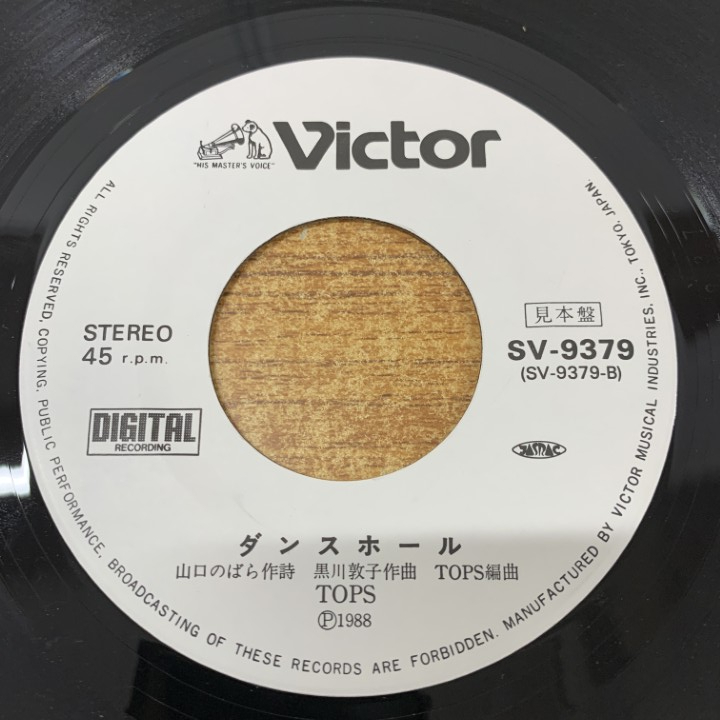 Victor
"HIS MASTER'S VOICE"
STEREO
45 r.p.m.
DIGITAL
RECORDING
見本盤
SV-9379
(SV-9379-B)
JASRAC
ダンスホール
山口のばら作詩 黒川敦子作曲 TOPS編曲
TOPS
Ⓟ1988
ALL RIGHTS RESERVED, COPYING, PUBLIC PERFORMANCE, BROADCASTING OF THESE RECORDS ARE FORBIDDEN. MANUFACTURED BY VICTOR MUSICAL INDUSTRIES, INC., TOKYO, JAPAN.